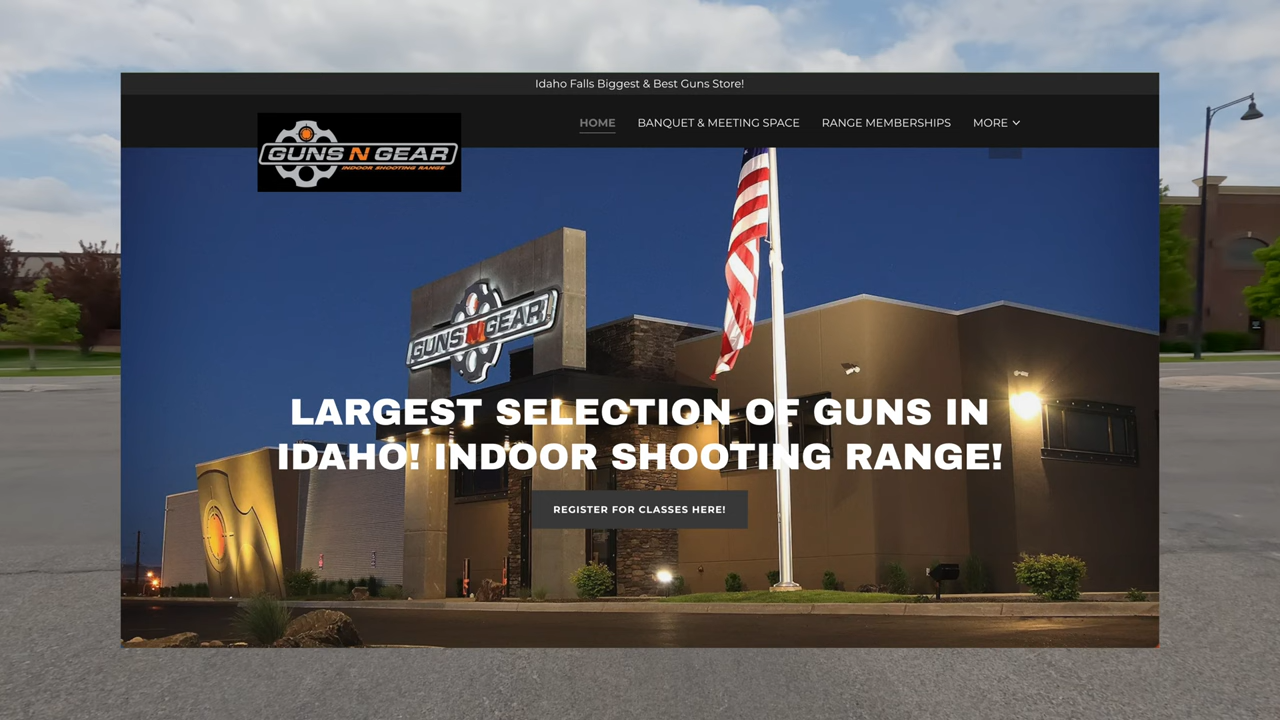 Idaho Falls Biggest & Best Guns Store!
GUNS N GEAR
INDOOR SHOOTING RANGE
HOME BANQUET & MEETING SPACE RANGE MEMBERSHIPS MORE
GUNS N GEAR
LARGEST SELECTION OF GUNS IN
IDAHO! INDOOR SHOOTING RANGE!
REGISTER FOR CLASSES HERE!